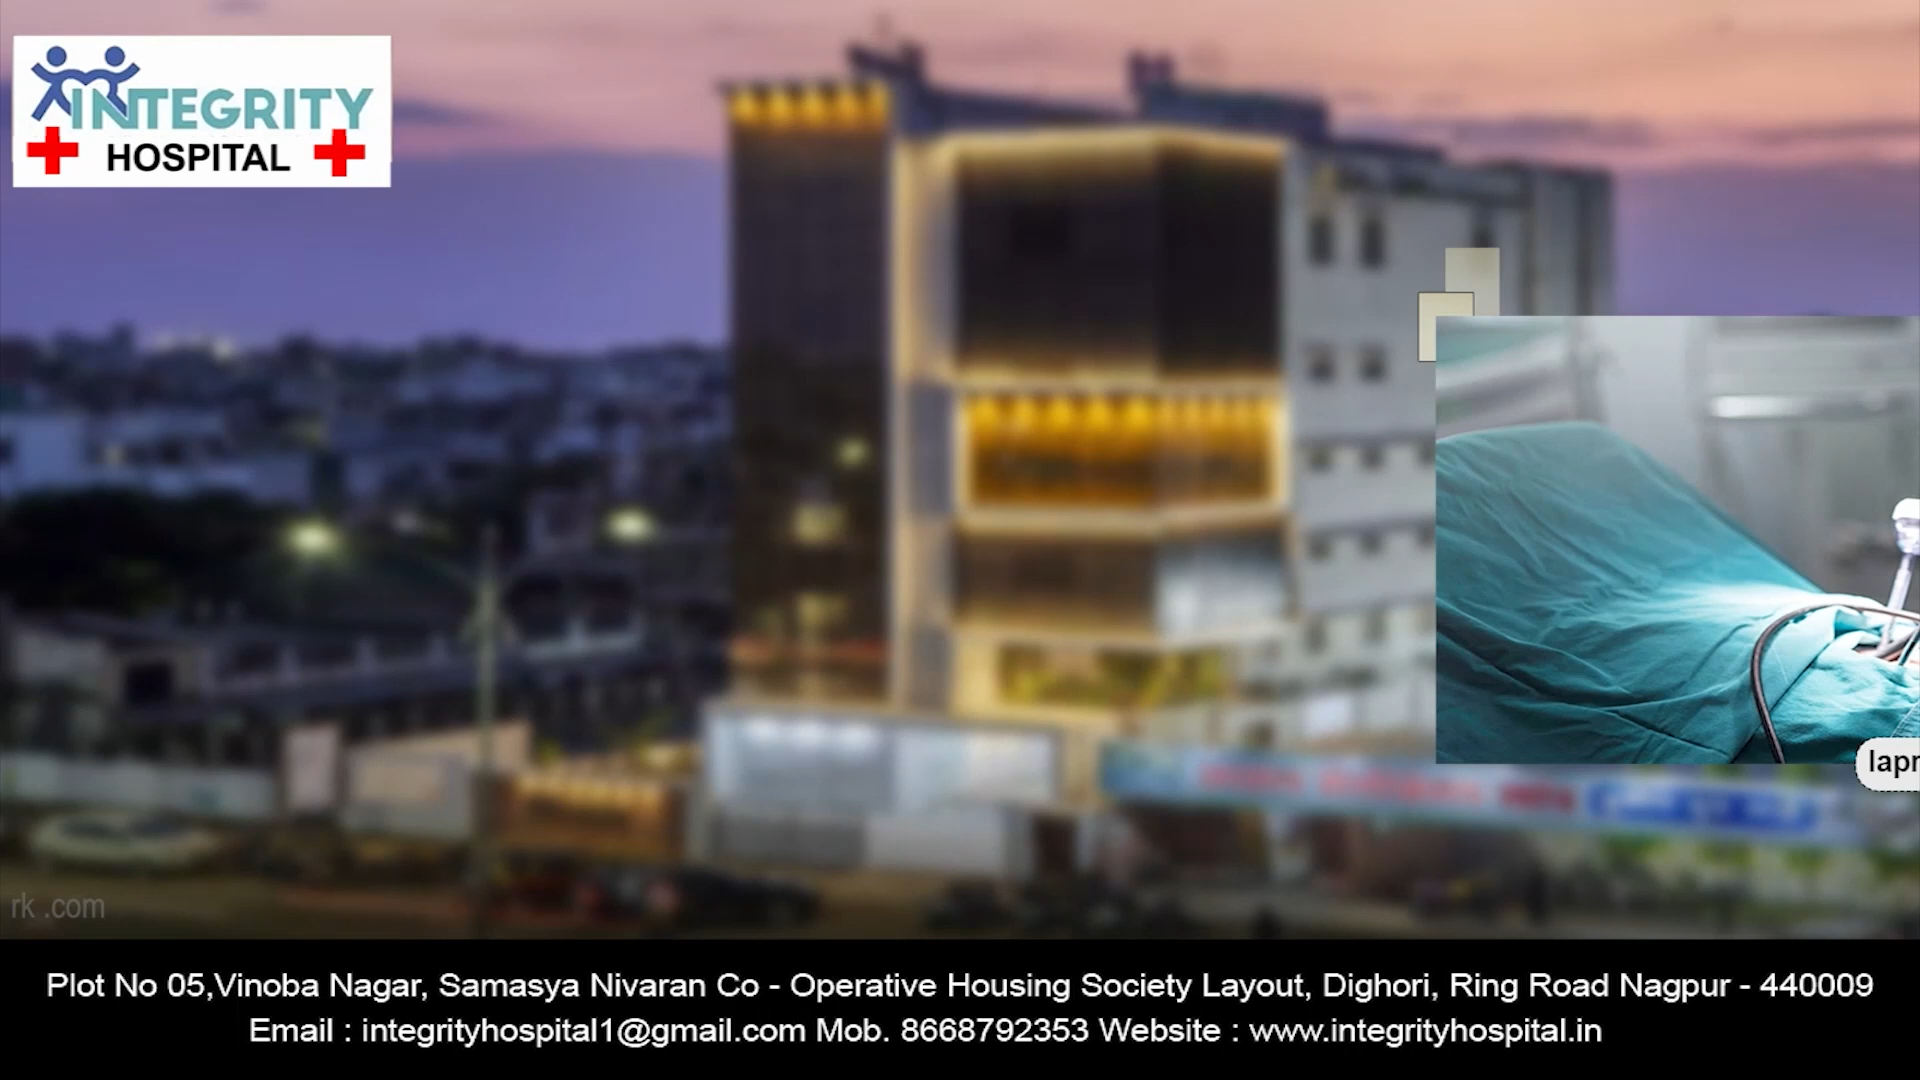 INTEGRITY
HOSPITAL
lapr
rk .com
Plot No 05,Vinoba Nagar, Samasya Nivaran Co - Operative Housing Society Layout, Dighori, Ring Road Nagpur - 440009
Email : integrityhospital1@gmail.com Mob. 8668792353 Website : www.integrityhospital.in